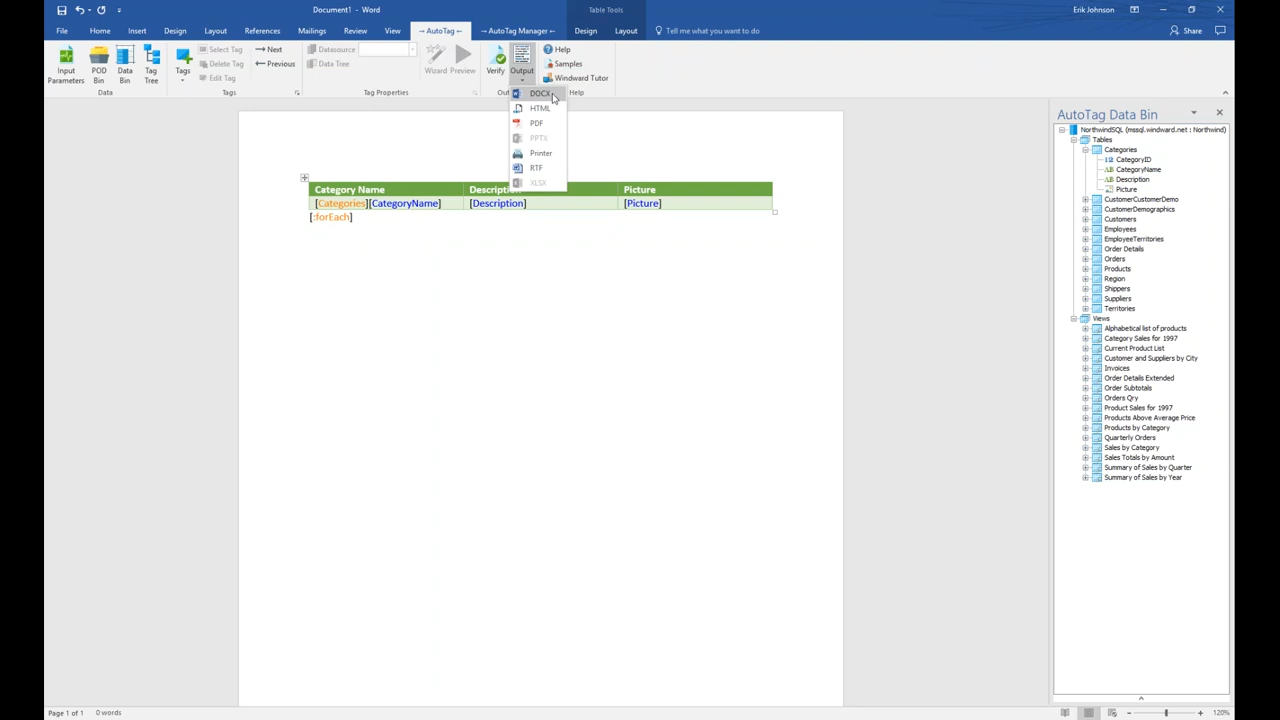 Document1 - Word
Table Tools
Erik Johnson
File Home Insert Design Layout References Mailings Review View ⇢ AutoTag ⇠ ⇢ AutoTag Manager ⇠ Design Layout Tell me what you want to do Share
Input Parameters
POD Bin
Data Bin
Tag Tree
Data
Tags
Select Tag
Delete Tag
Edit Tag
Next
Previous
Tags
Datasource
Data Tree
Wizard
Preview
Tag Properties
Verify
Output
Out
Help
Samples
Windward Tutor
Help
DOCX
HTML
PDF
PPTX
Printer
RTF
XLSX
Category Name Description Picture
[Categories][CategoryName] [Description] [Picture]
[:forEach]
AutoTag Data Bin
NorthwindSQL (mssql.windward.net : Northwind)
Tables
Categories
12 CategoryID
AB CategoryName
AB Description
Picture
CustomerCustomerDemo
CustomerDemographics
Customers
Employees
EmployeeTerritories
Order Details
Orders
Products
Region
Shippers
Suppliers
Territories
Views
Alphabetical list of products
Category Sales for 1997
Current Product List
Customer and Suppliers by City
Invoices
Order Details Extended
Order Subtotals
Orders Qry
Product Sales for 1997
Products Above Average Price
Products by Category
Quarterly Orders
Sales by Category
Sales Totals by Amount
Summary of Sales by Quarter
Summary of Sales by Year
Page 1 of 1 0 words
120%